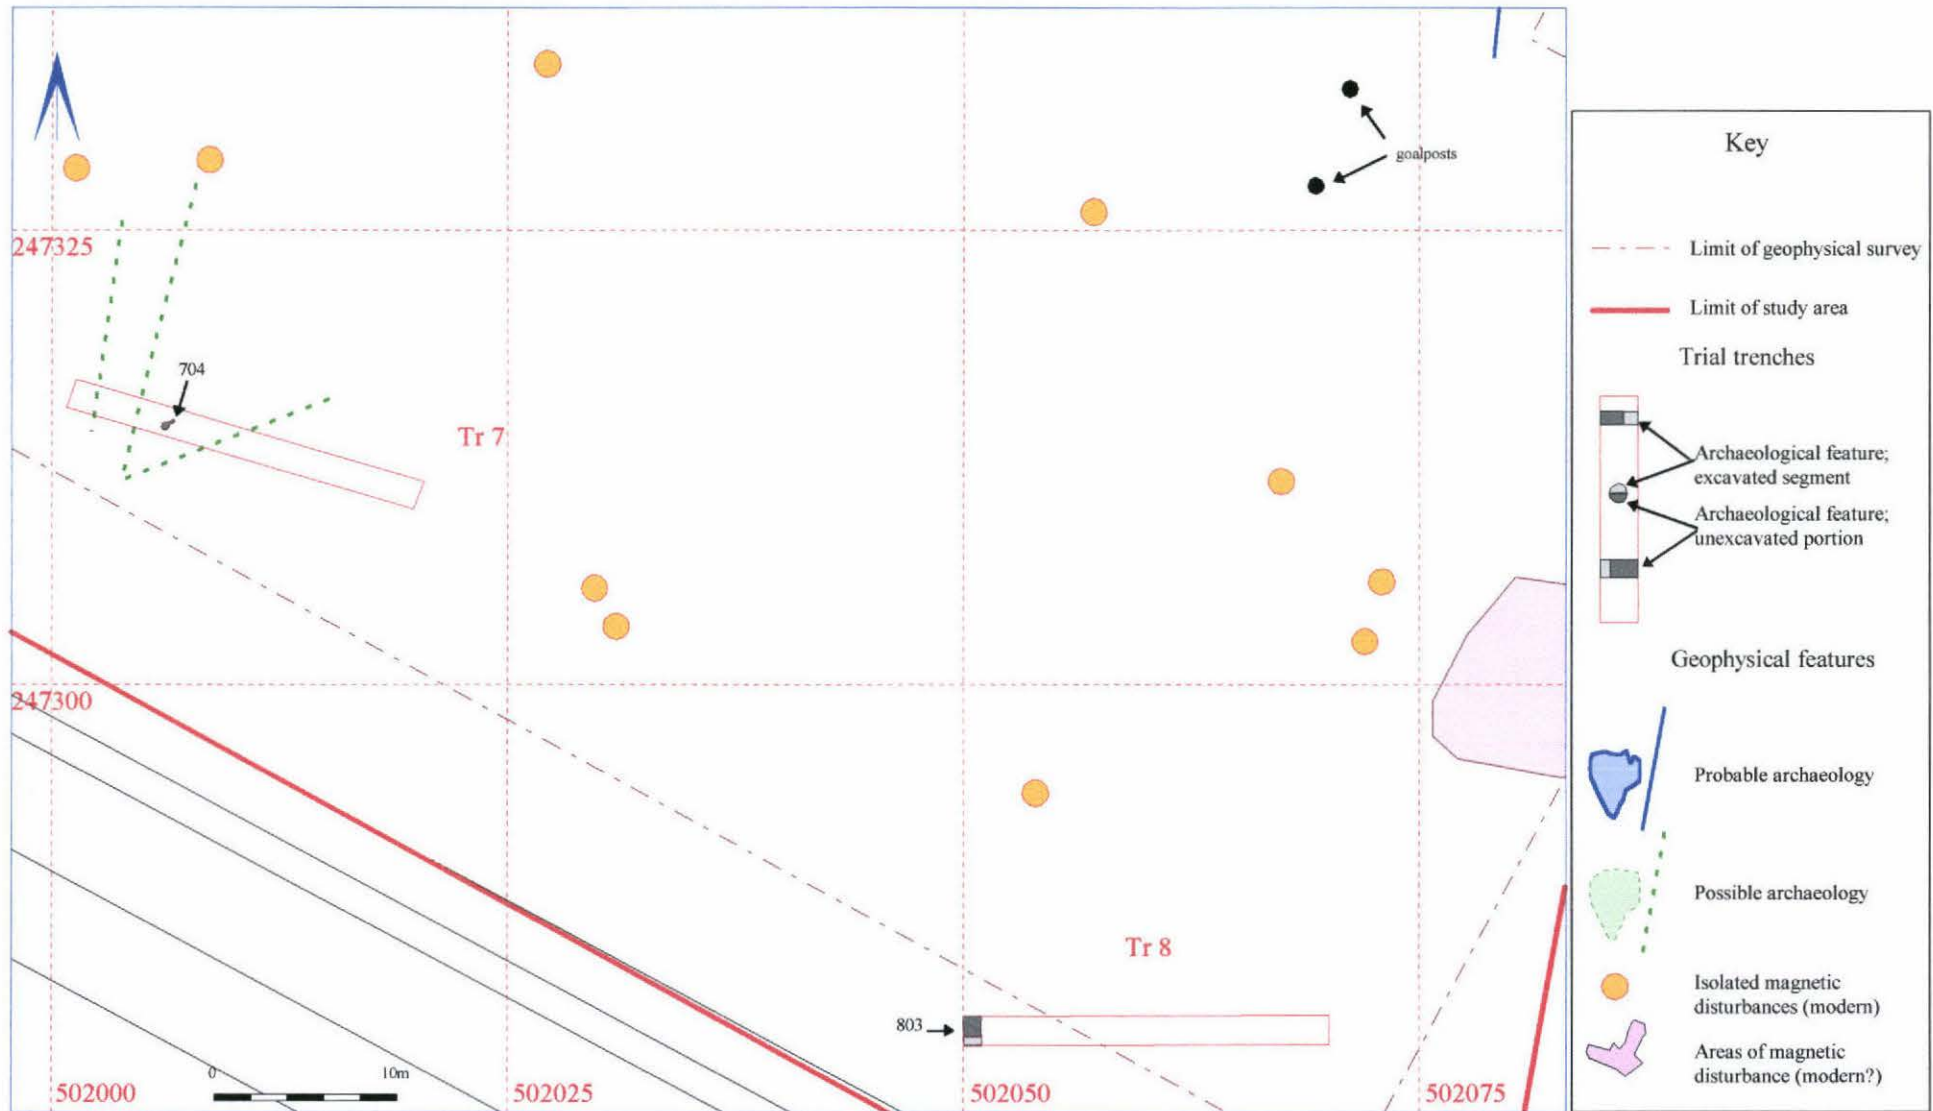 goalposts
247325
704
Tr 7
247300
Tr 8
803
0 10m
502000
502025
502050
502075
Key
Limit of geophysical survey
Limit of study area
Trial trenches
Archaeological feature;
excavated segment
Archaeological feature;
unexcavated portion
Geophysical features
Probable archaeology
Possible archaeology
Isolated magnetic
disturbances (modern)
Areas of magnetic
disturbance (modern?)